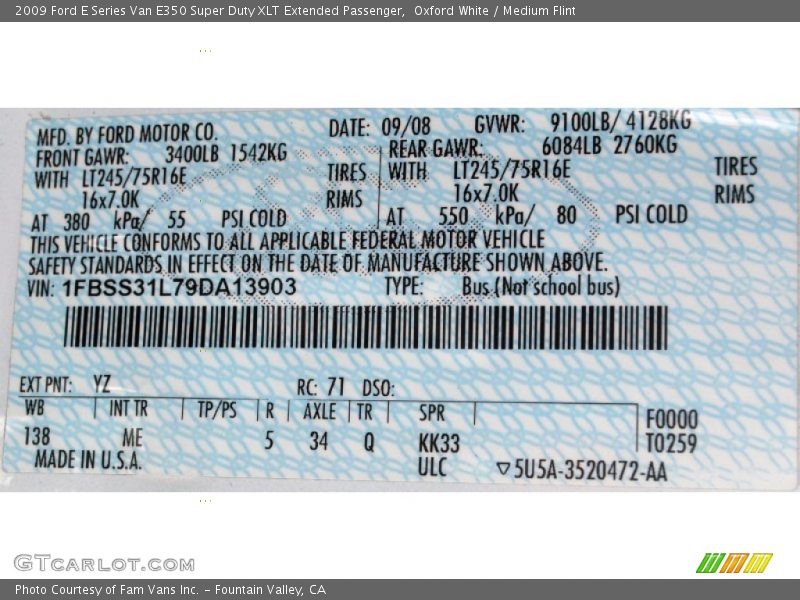 2009 Ford E Series Van E350 Super Duty XLT Extended Passenger, Oxford White / Medium Flint
MFD. BY FORD MOTOR CO. DATE: 09/08 GVWR: 9100LB/ 4128KG
FRONT GAWR: 3400LB 1542KG REAR GAWR: 6084LB 2760KG
WITH LT245/75R16E TIRES WITH LT245/75R16E TIRES
16x7.0K RIMS 16x7.0K RIMS
AT 380 kPa/ 55 PSI COLD AT 550 kPa/ 80 PSI COLD
THIS VEHICLE CONFORMS TO ALL APPLICABLE FEDERAL MOTOR VEHICLE
SAFETY STANDARDS IN EFFECT ON THE DATE OF MANUFACTURE SHOWN ABOVE.
VIN: 1FBSS31L79DA13903 TYPE: Bus (Not school bus)
EXT PNT: YZ RC: 71 DSO:
WB INT TR TP/PS R AXLE TR SPR F0000
138 ME 5 34 Q KK33 T0259
MADE IN U.S.A. ULC 5U5A-3520472-AA
GTCarLot.com
Photo Courtesy of Fam Vans Inc. - Fountain Valley, CA